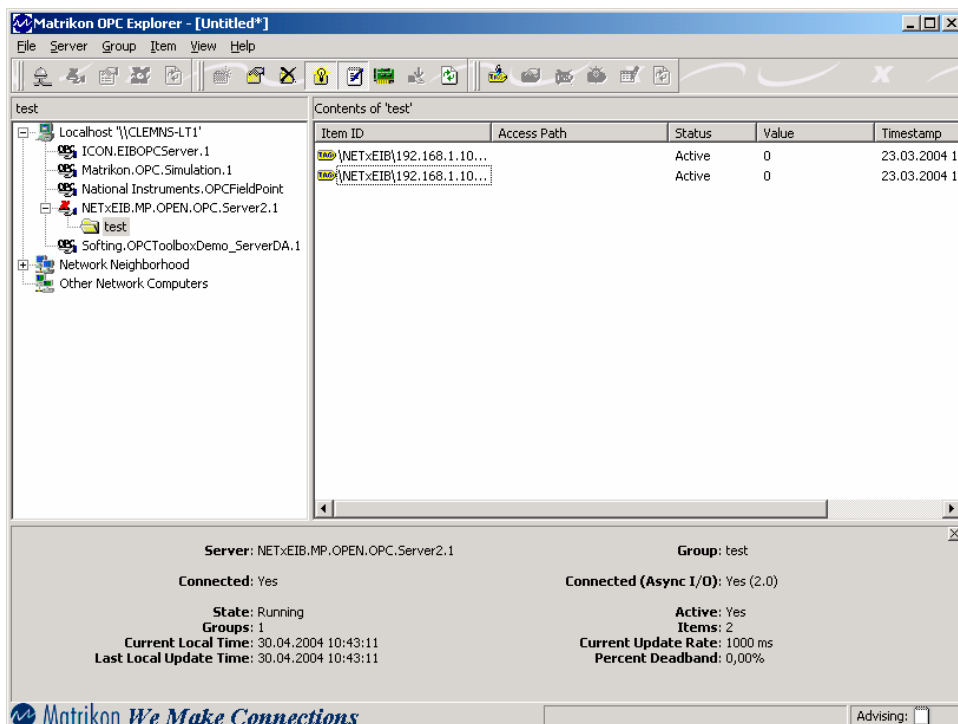 Matrikon OPC Explorer - [Untitled*]
File Server Group Item View Help
test
Contents of 'test'
Localhost '\\CLEMNS-LT1'
ICON.EIBOPCServer.1
Matrikon.OPC.Simulation.1
National Instruments.OPCFieldPoint
NETxEIB.MP.OPEN.OPC.Server2.1
test
Softing.OPCToolboxDemo_ServerDA.1
Network Neighborhood
Other Network Computers
Item ID Access Path Status Value Timestamp
\NETxEIB\192.168.1.10... Active 0 23.03.2004 1
\NETxEIB\192.168.1.10... Active 0 23.03.2004 1
Server: NETxEIB.MP.OPEN.OPC.Server2.1
Connected: Yes
State: Running
Groups: 1
Current Local Time: 30.04.2004 10:43:11
Last Local Update Time: 30.04.2004 10:43:11
Group: test
Connected (Async I/O): Yes (2.0)
Active: Yes
Items: 2
Current Update Rate: 1000 ms
Percent Deadband: 0,00%
Matrikon We Make Connections
Advising: